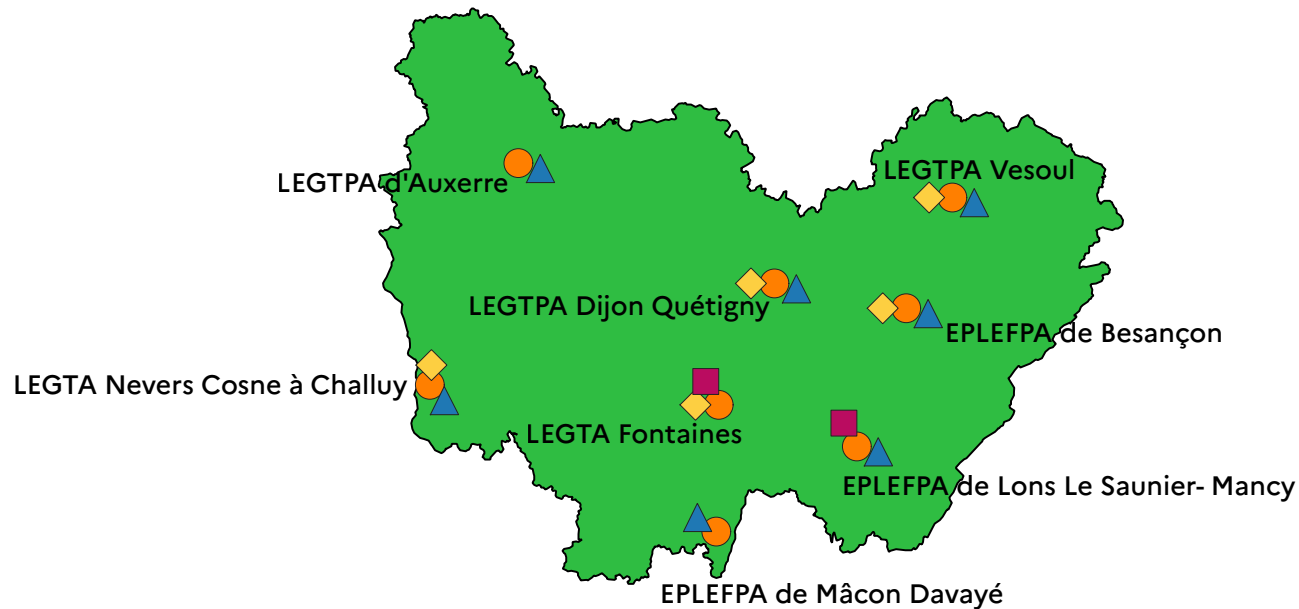 LEGTPA Vesoul
LEGTPA d'Auxerre
LEGTPA Dijon Quétigny
EPLEFPA de Besançon
LEGTA Nevers Cosne à Challuy
LEGTA Fontaines
EPLEFPA de Lons Le Saunier- Mancy
EPLEFPA de Mâcon Davayé